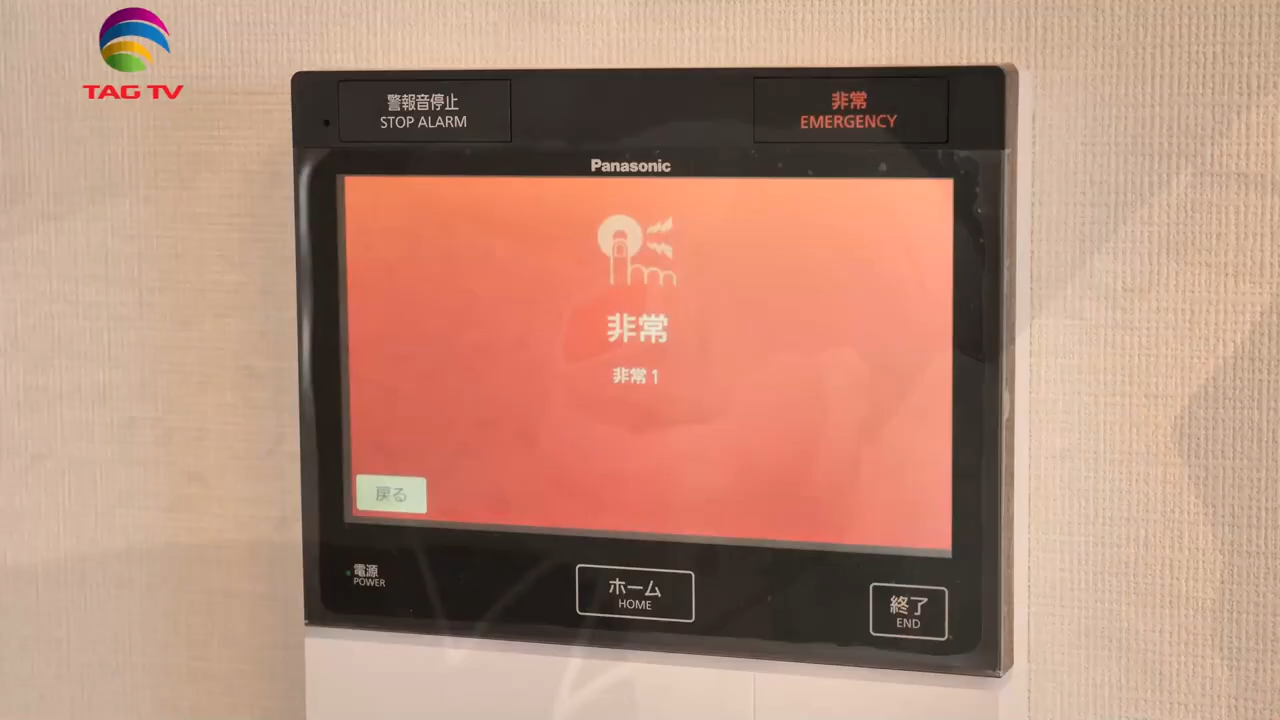 TAG TV
警報音停止
STOP ALARM
非常
EMERGENCY
Panasonic
非常
非常 1
戻る
電源
POWER
ホーム
HOME
終了
END